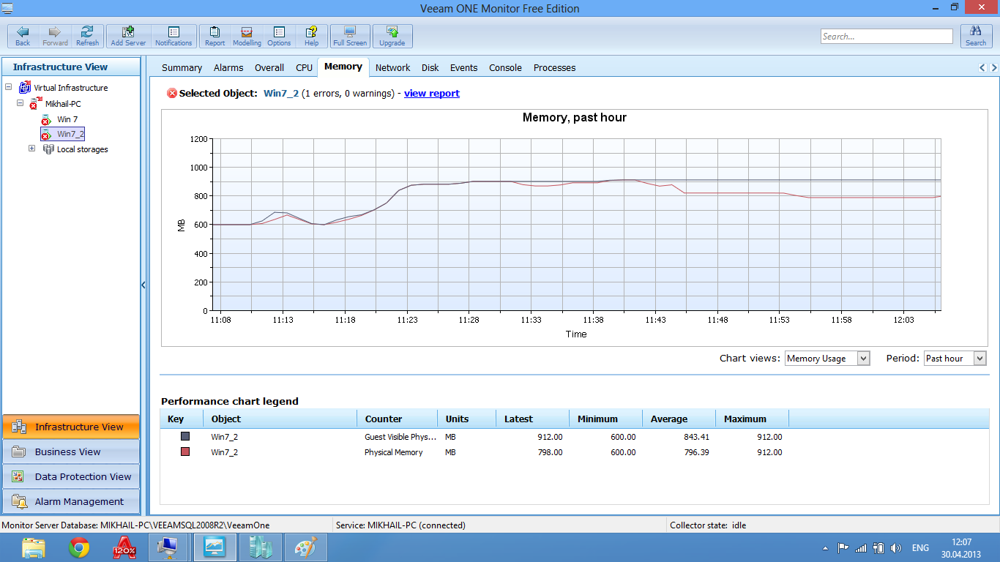 Veeam ONE Monitor Free Edition
Back Forward Refresh Add Server Notifications Report Modelling Options Help Full Screen Upgrade Search... Search
Infrastructure View
Virtual Infrastructure
Mikhail-PC
Win 7
Win7_2
Local storages
Infrastructure View
Business View
Data Protection View
Alarm Management
Summary Alarms Overall CPU Memory Network Disk Events Console Processes
Selected Object: Win7_2 (1 errors, 0 warnings) - view report
Memory, past hour
1200
1000
800
600
400
200
0
MB
11:08 11:13 11:18 11:23 11:28 11:33 11:38 11:43 11:48 11:53 11:58 12:03
Time
Chart views: Memory Usage Period: Past hour
Performance chart legend
Key Object Counter Units Latest Minimum Average Maximum
Win7_2 Guest Visible Phys... MB 912.00 600.00 843.41 912.00
Win7_2 Physical Memory MB 798.00 600.00 796.39 912.00
Monitor Server Database: MIKHAIL-PC\VEEAMSQL2008R2\VeeamOne Service: MIKHAIL-PC (connected) Collector state: idle
120%
ENG
12:07
30.04.2013